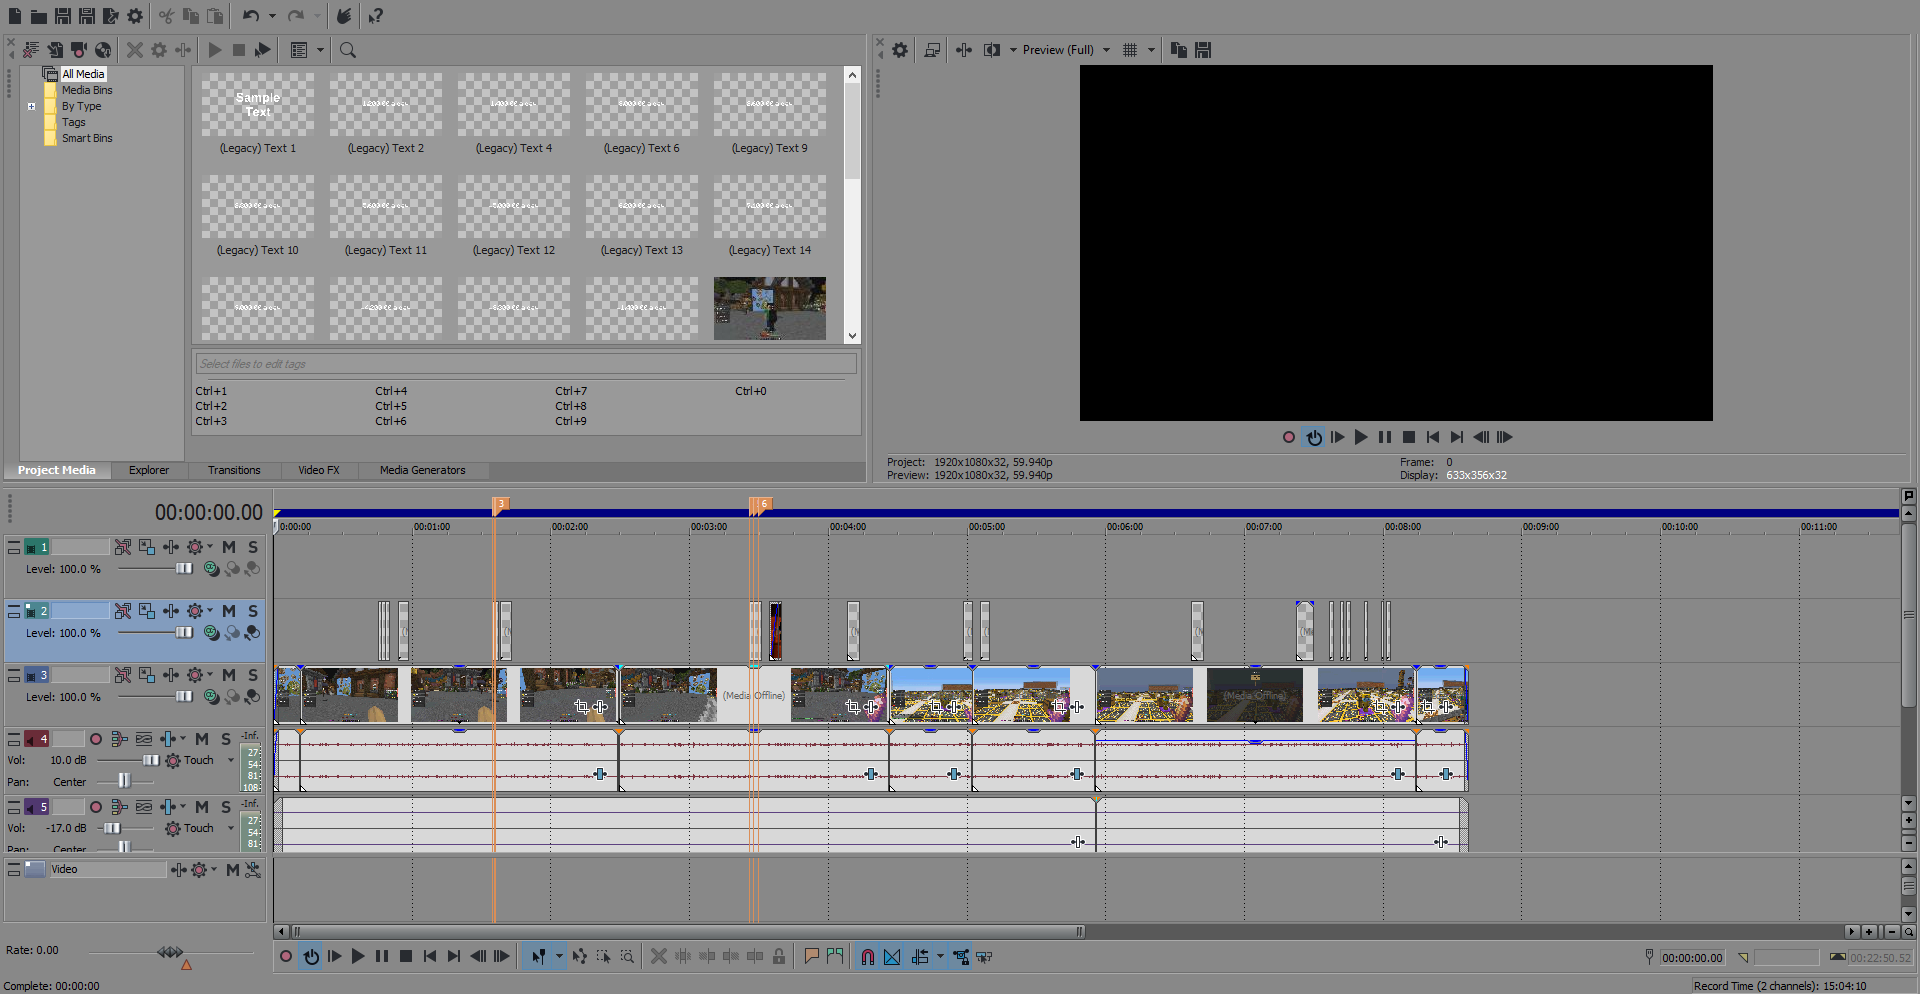 Preview (Full)
All Media
Media Bins
By Type
Tags
Smart Bins
Sample
Text
(Legacy) Text 1
(Legacy) Text 2
(Legacy) Text 4
(Legacy) Text 6
(Legacy) Text 9
(Legacy) Text 10
(Legacy) Text 11
(Legacy) Text 12
(Legacy) Text 13
(Legacy) Text 14
Select files to edit tags
Ctrl+1 Ctrl+4 Ctrl+7 Ctrl+0
Ctrl+2 Ctrl+5 Ctrl+8
Ctrl+3 Ctrl+6 Ctrl+9
Project Media Explorer Transitions Video FX Media Generators
Project: 1920x1080x32, 59.940p Frame: 0
Preview: 1920x1080x32, 59.940p Display: 633x356x32
00:00:00.00
3
6
0:00:00 00:01:00 00:02:00 00:03:00 00:04:00 00:05:00 00:06:00 00:07:00 00:08:00 00:09:00 00:10:00 00:11:00
1 M S
Level: 100.0 %
2 M S
Level: 100.0 %
3 M S
Level: 100.0 %
(Media Offline)
(Media Offline)
4 M S -Inf.
Vol: 10.0 dB Touch
Pan: Center
27
54
81
108
5 M S -Inf.
Vol: -17.0 dB Touch
Pan: Center
27
54
81
Video M
Rate: 0.00
00:00:00.00
00:22:50.52
Complete: 00:00:00
Record Time (2 channels): 15:04:10